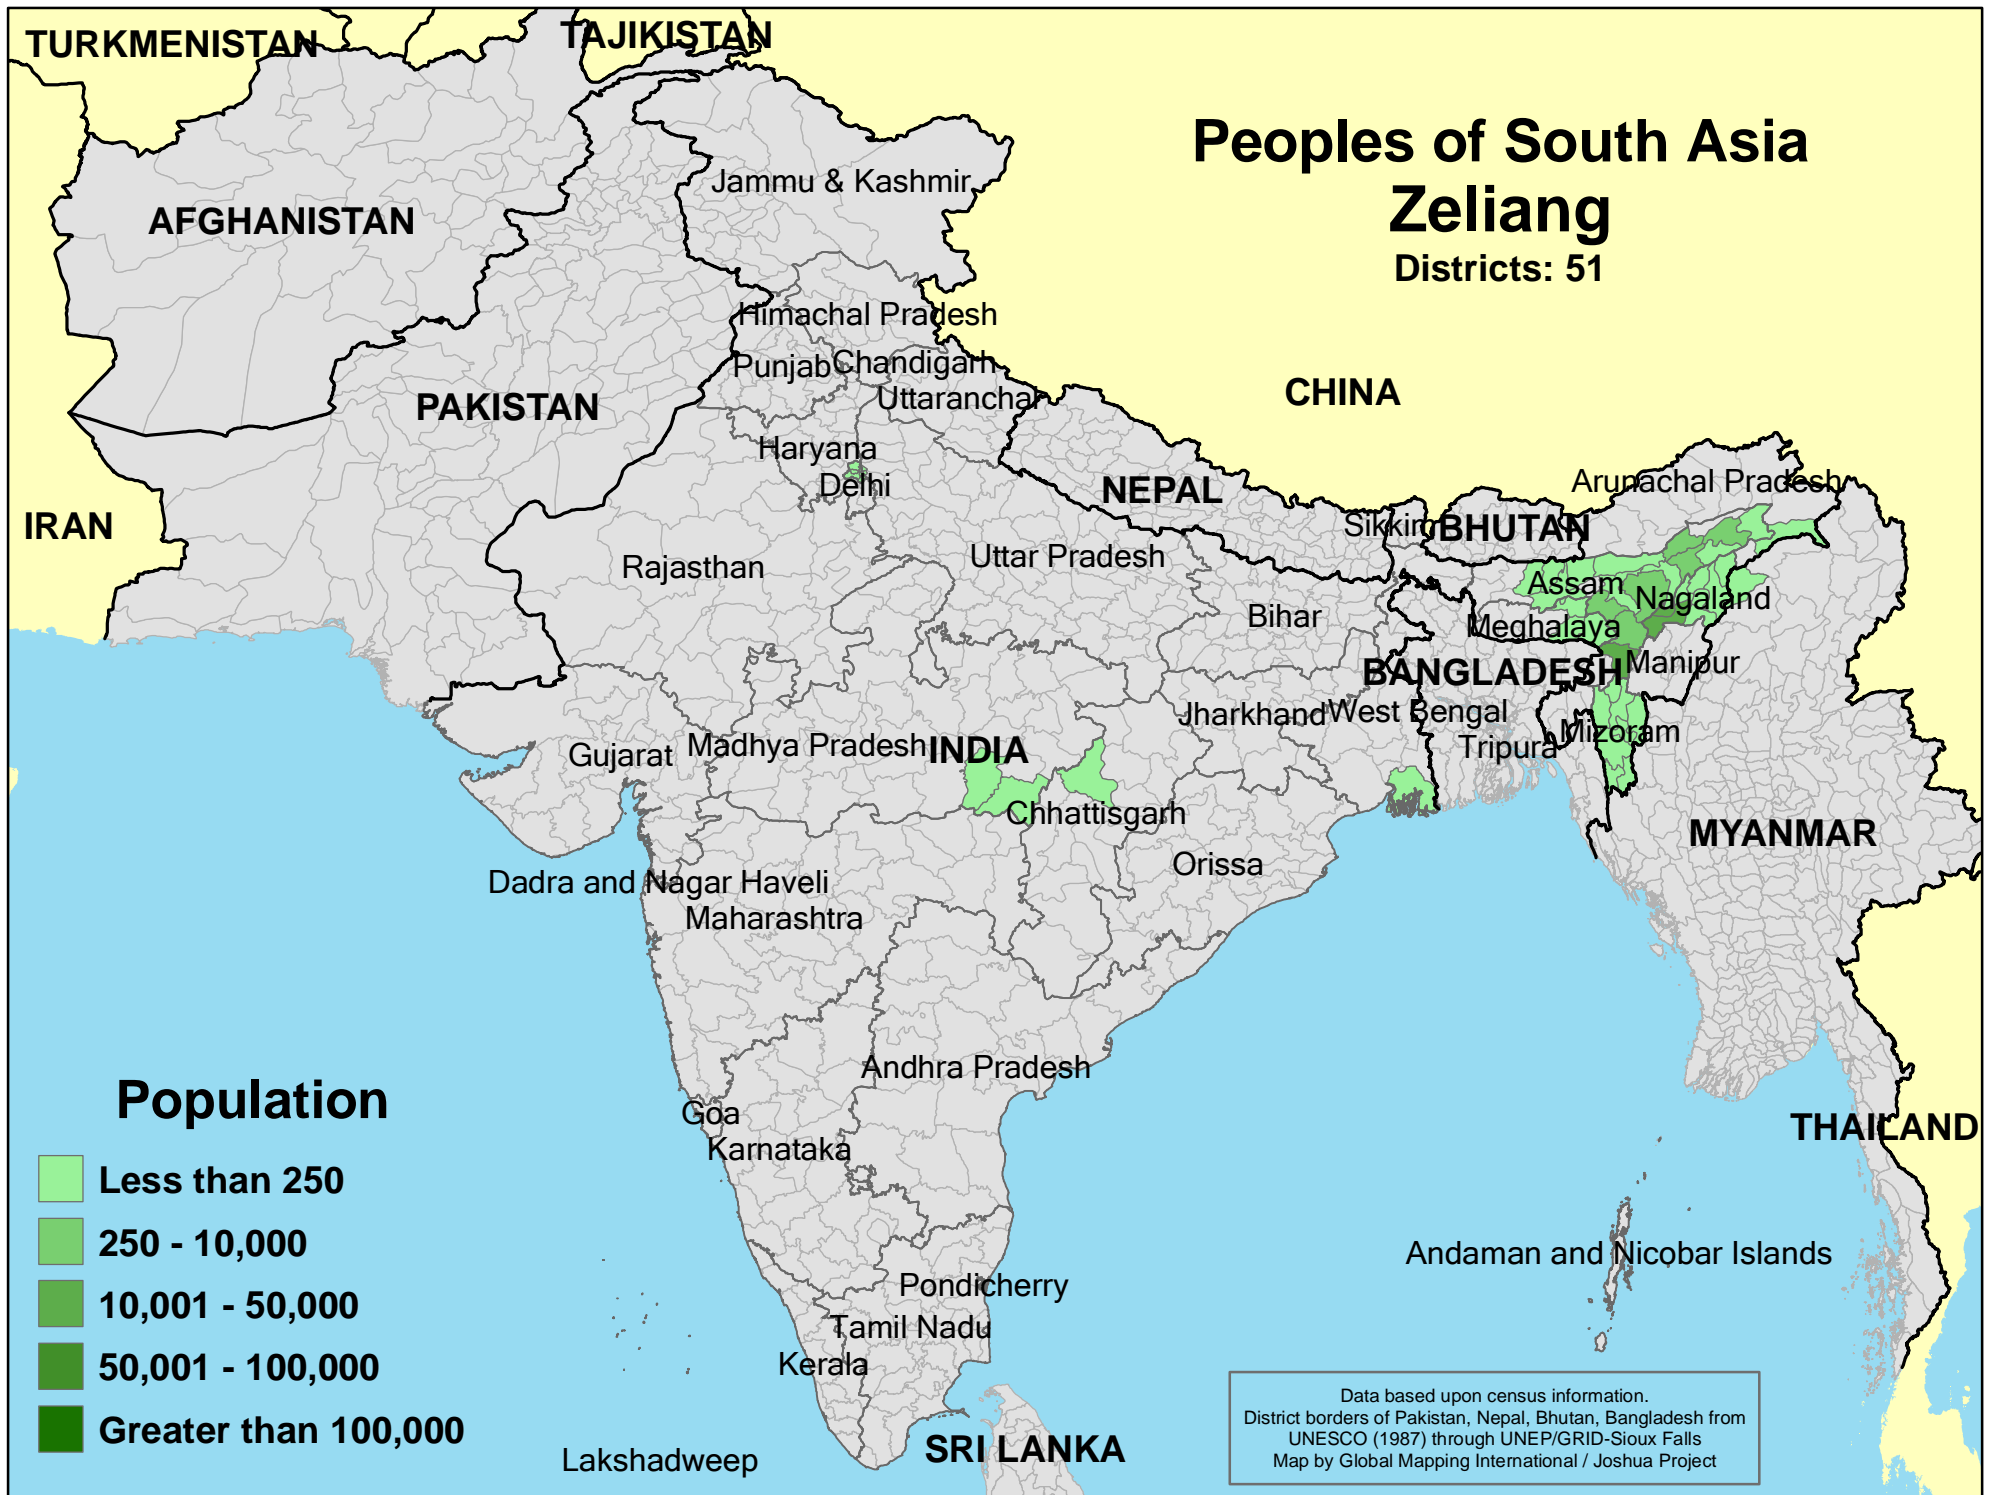 TURKMENISTAN
TAJIKISTAN
Peoples of South Asia
Zeliang
Districts: 51
Jammu & Kashmir
AFGHANISTAN
Himachal Pradesh
Punjab
Chandigarh
Uttaranchal
CHINA
PAKISTAN
Haryana
Delhi
NEPAL
Arunachal Pradesh
IRAN
Sikkim
BHUTAN
Rajasthan
Uttar Pradesh
Assam
Nagaland
Bihar
Meghalaya
BANGLADESH
Manipur
Jharkhand
West Bengal
Gujarat
Madhya Pradesh
INDIA
Tripura
Mizoram
Chhattisgarh
MYANMAR
Orissa
Dadra and Nagar Haveli
Maharashtra
Andhra Pradesh
Goa
Karnataka
THAILAND
Andaman and Nicobar Islands
Pondicherry
Tamil Nadu
Kerala
Lakshadweep
SRI LANKA
Population
Less than 250
250 - 10,000
10,001 - 50,000
50,001 - 100,000
Greater than 100,000
Data based upon census information.
District borders of Pakistan, Nepal, Bhutan, Bangladesh from
UNESCO (1987) through UNEP/GRID-Sioux Falls
Map by Global Mapping International / Joshua Project